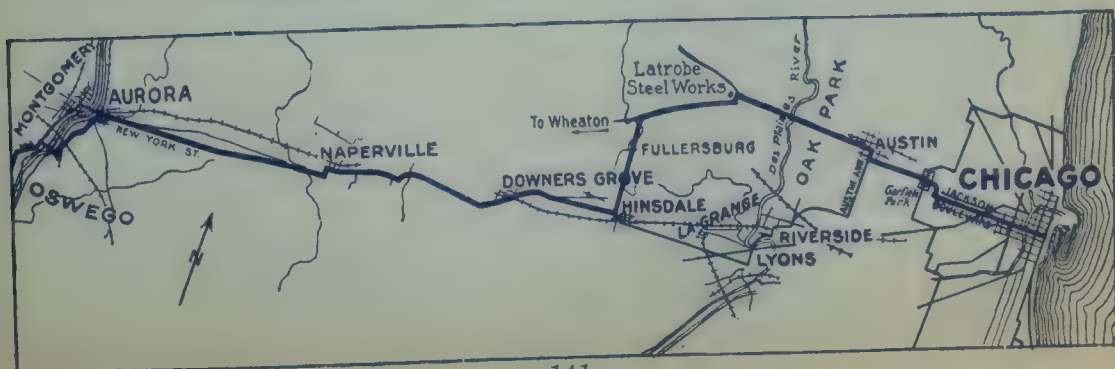 MONTGOMERY
AURORA
NEW YORK ST.
OSWEGO
N
NAPERVILLE
DOWNERS GROVE
To Wheaton
Latrobe
Steel Works
FULLERSBURG
HINSDALE
LA GRANGE
Des Plaines River
OAK PARK
RIVERSIDE
LYONS
AUSTIN
AUSTIN AVE.
Garfield
Park
CHICAGO
JACKSON
BOULEVARD